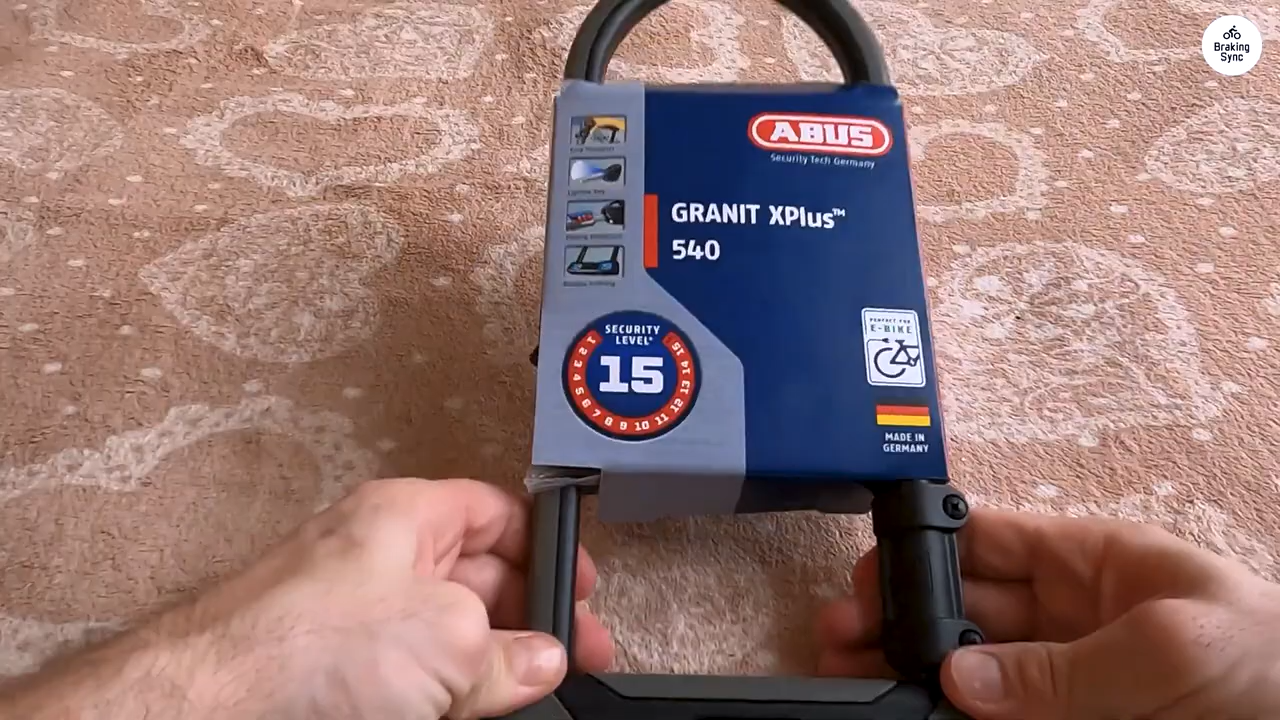 Braking
Sync
ABUS
Security Tech Germany
GRANIT XPlus™
540
SECURITY
LEVEL*
15
1 2 3 4 5 6 7 8 9 10 11 12 13 14 15
PERFECT FOR
E-BIKE
MADE IN
GERMANY